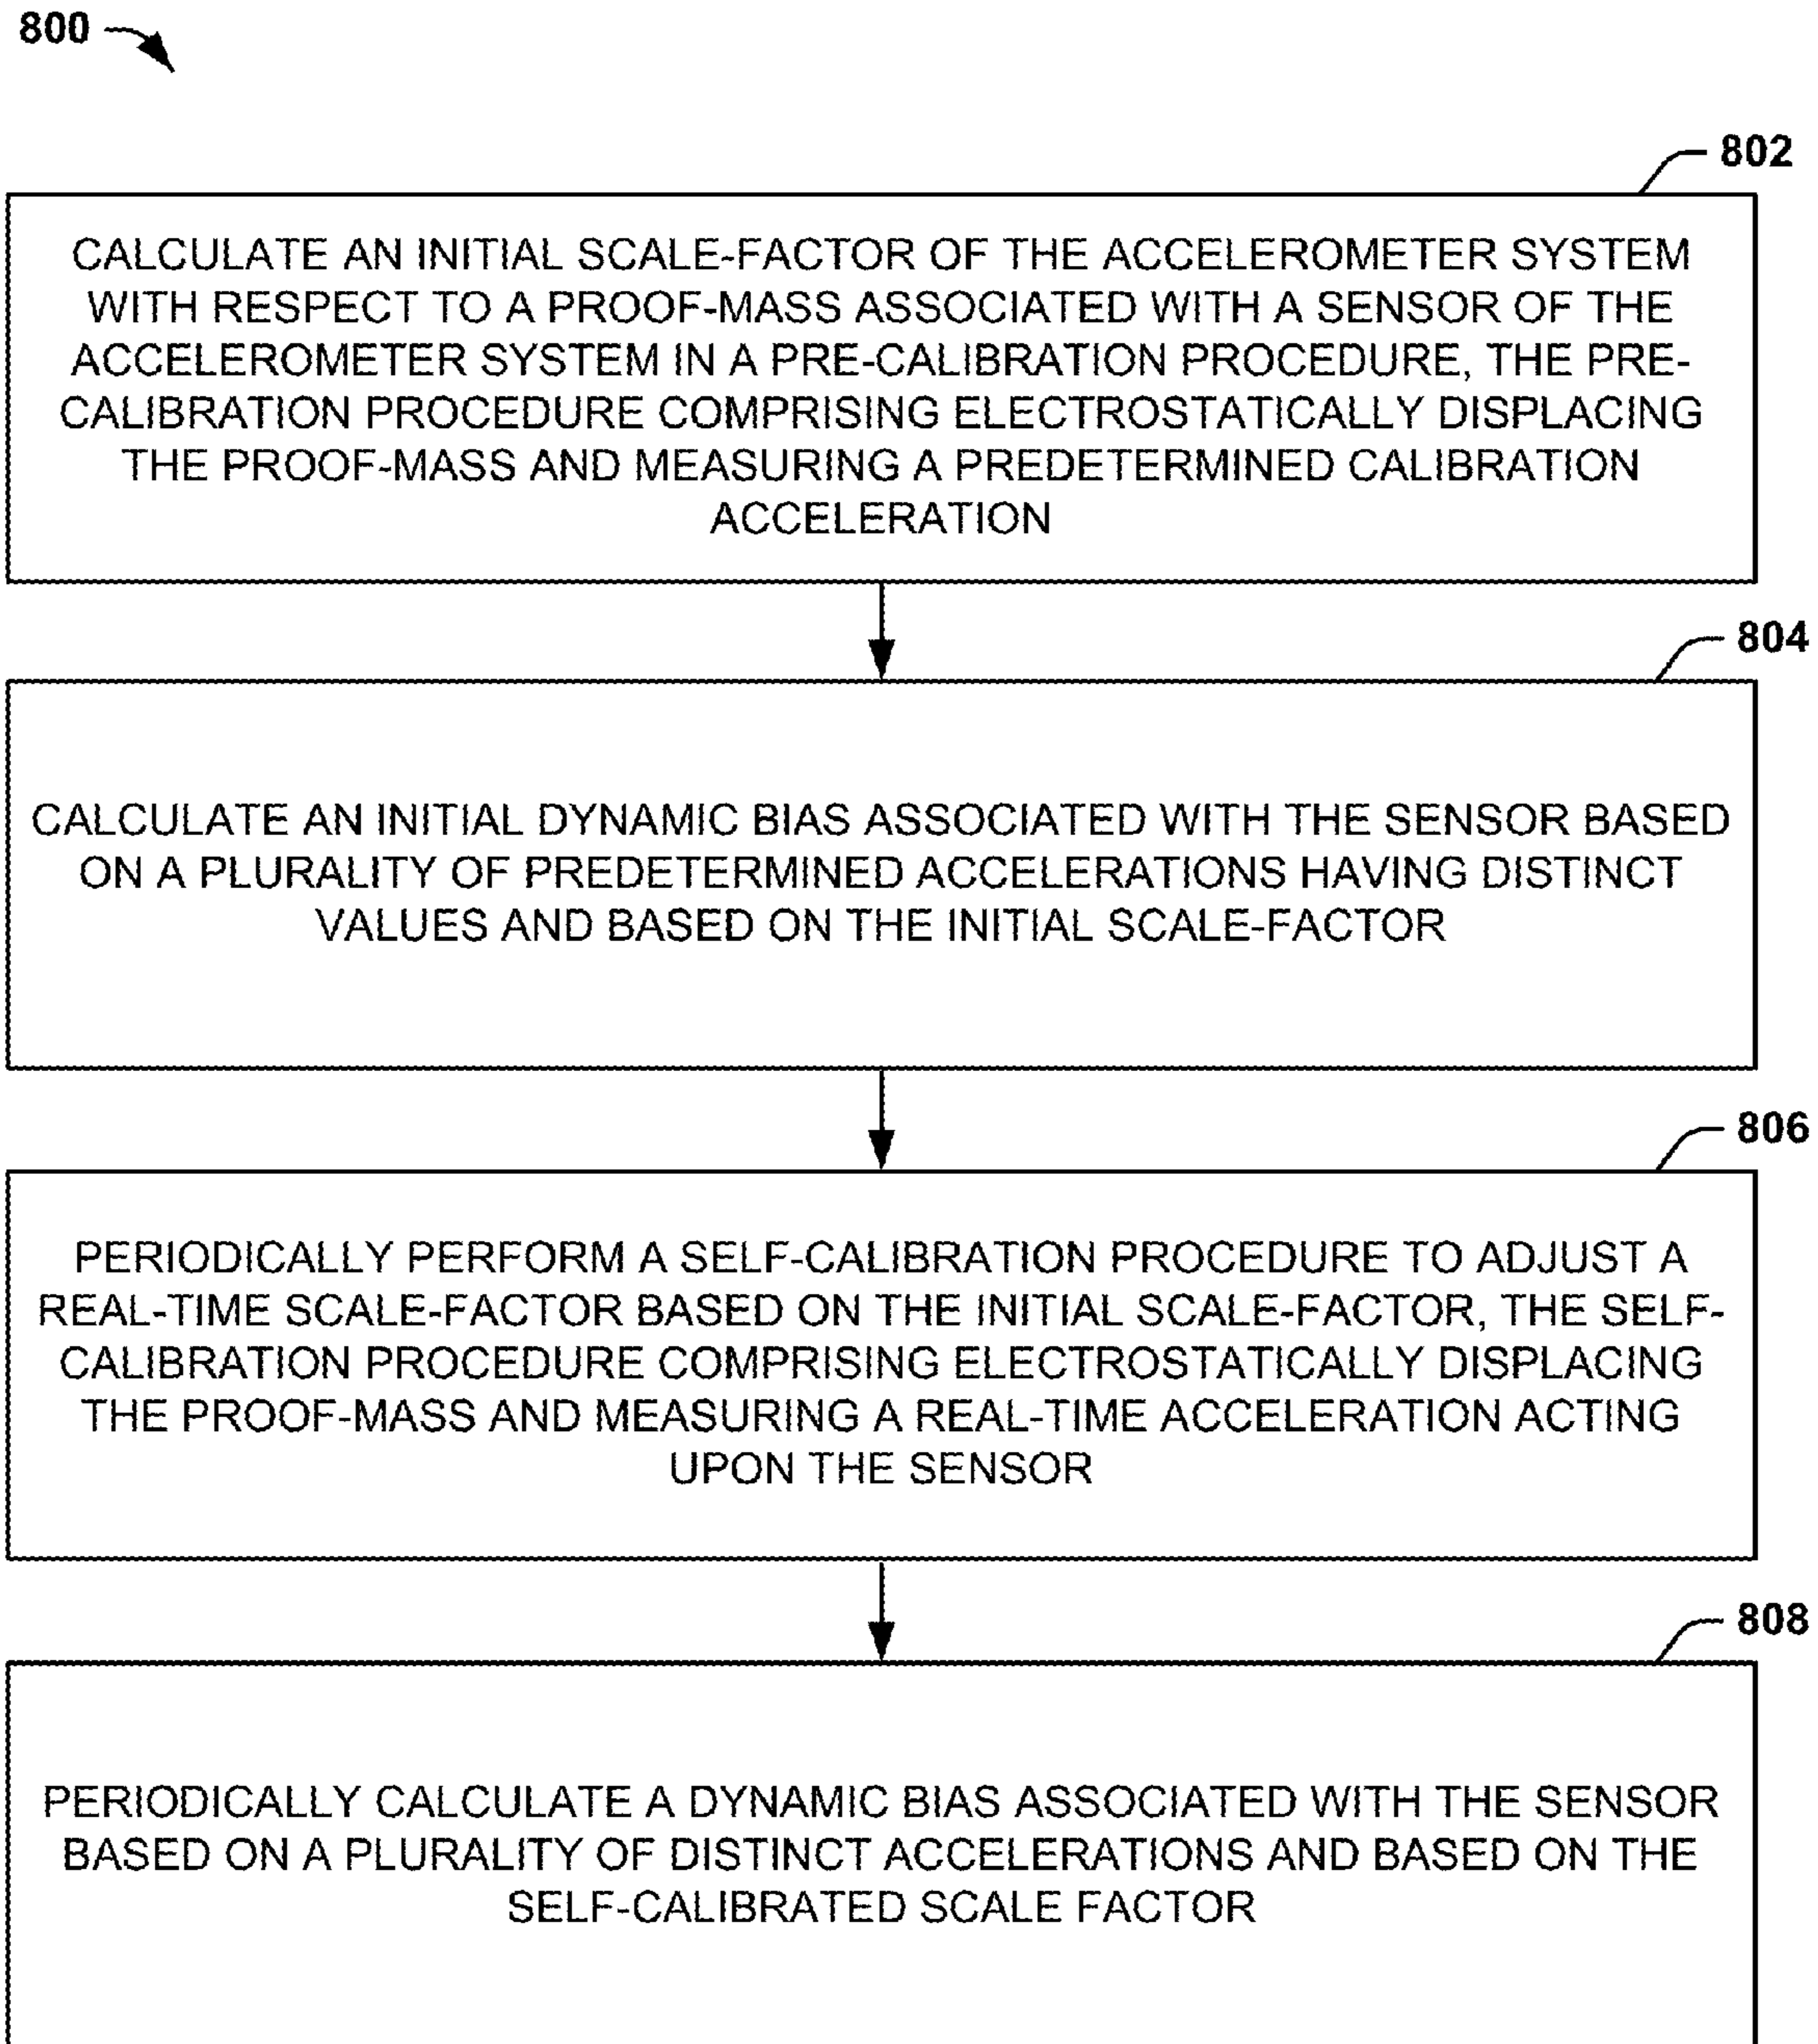 800
802
CALCULATE AN INITIAL SCALE-FACTOR OF THE ACCELEROMETER SYSTEM
WITH RESPECT TO A PROOF-MASS ASSOCIATED WITH A SENSOR OF THE
ACCELEROMETER SYSTEM IN A PRE-CALIBRATION PROCEDURE, THE PRE-
CALIBRATION PROCEDURE COMPRISING ELECTROSTATICALLY DISPLACING
THE PROOF-MASS AND MEASURING A PREDETERMINED CALIBRATION
ACCELERATION
804
CALCULATE AN INITIAL DYNAMIC BIAS ASSOCIATED WITH THE SENSOR BASED
ON A PLURALITY OF PREDETERMINED ACCELERATIONS HAVING DISTINCT
VALUES AND BASED ON THE INITIAL SCALE-FACTOR
806
PERIODICALLY PERFORM A SELF-CALIBRATION PROCEDURE TO ADJUST A
REAL-TIME SCALE-FACTOR BASED ON THE INITIAL SCALE-FACTOR, THE SELF-
CALIBRATION PROCEDURE COMPRISING ELECTROSTATICALLY DISPLACING
THE PROOF-MASS AND MEASURING A REAL-TIME ACCELERATION ACTING
UPON THE SENSOR
808
PERIODICALLY CALCULATE A DYNAMIC BIAS ASSOCIATED WITH THE SENSOR
BASED ON A PLURALITY OF DISTINCT ACCELERATIONS AND BASED ON THE
SELF-CALIBRATED SCALE FACTOR